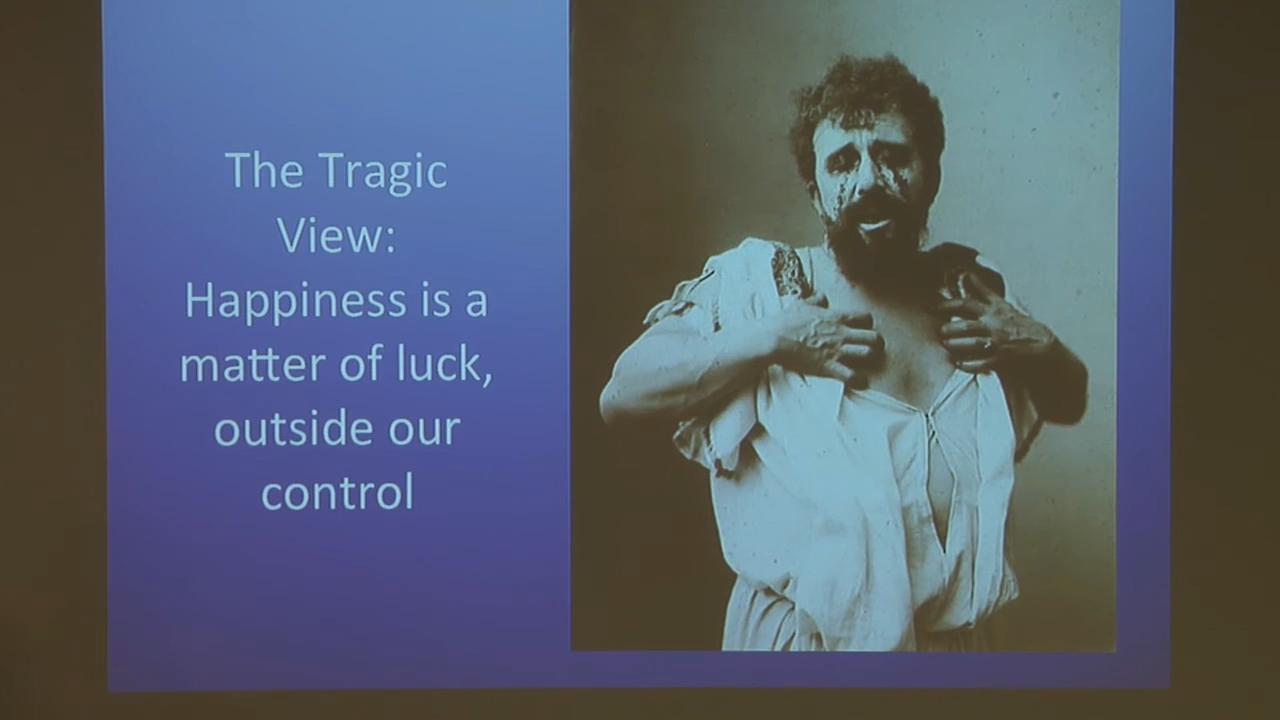 The Tragic
View:
Happiness is a
matter of luck,
outside our
control